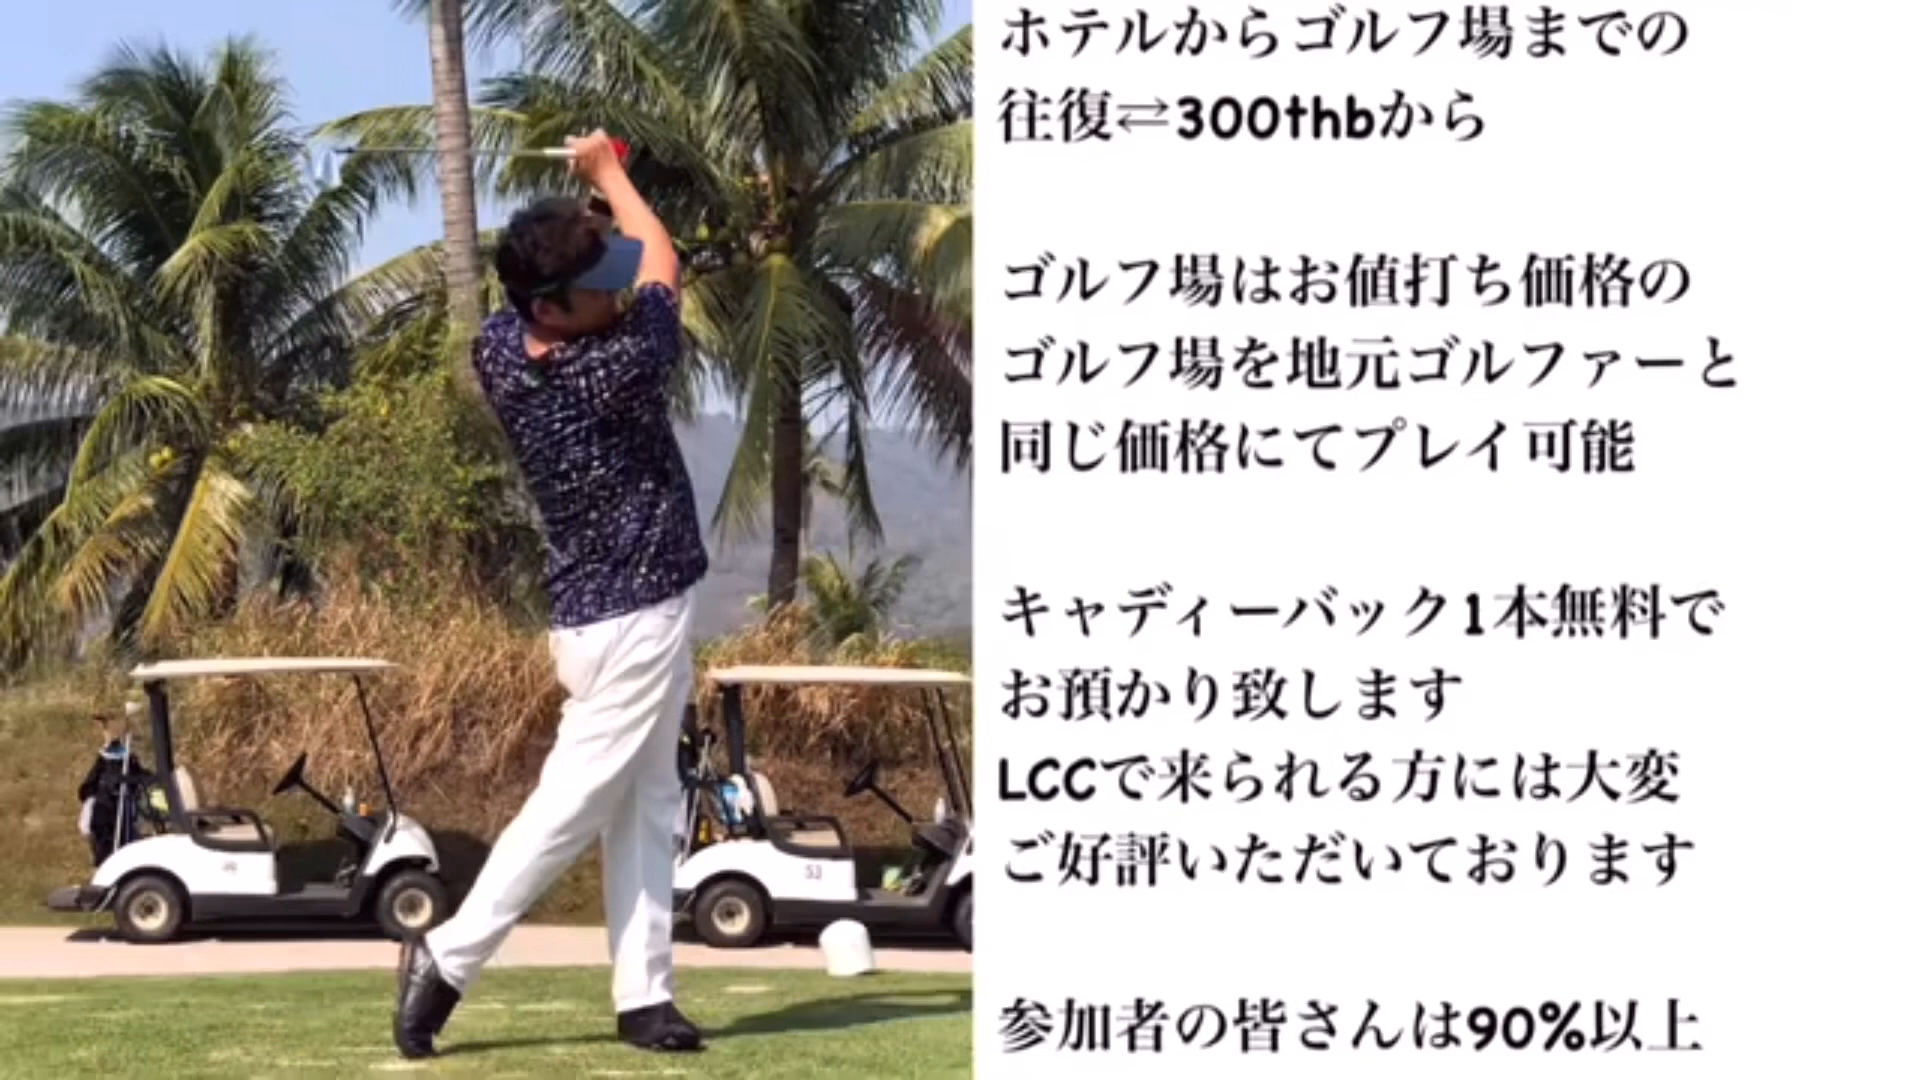 ホテルからゴルフ場までの
往復⇄300thbから
ゴルフ場はお値打ち価格の
ゴルフ場を地元ゴルファーと
同じ価格にてプレイ可能
キャディーバック1本無料で
お預かり致します
LCCで来られる方には大変
ご好評いただいております
参加者の皆さんは90%以上
53